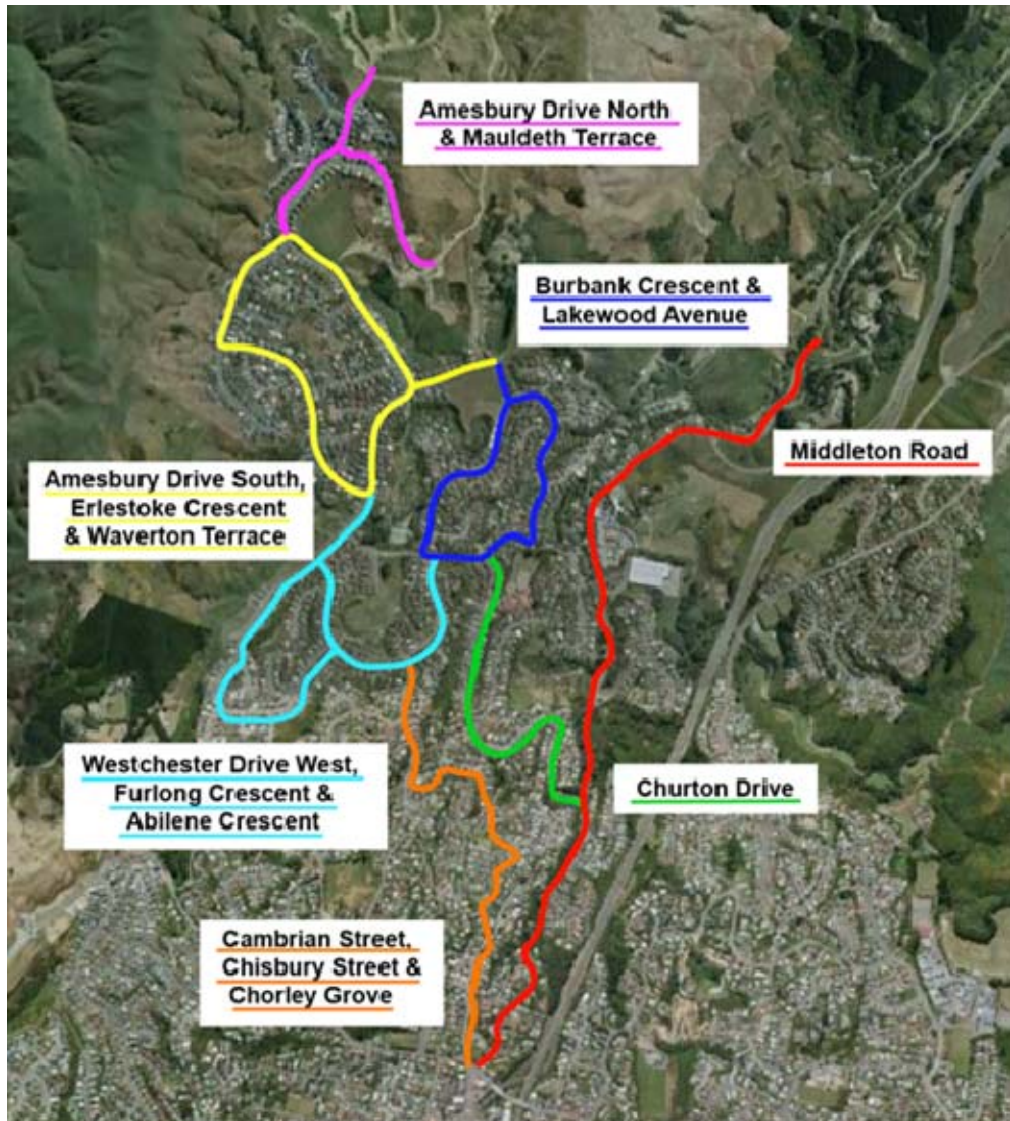 Amesbury Drive North
& Mauldeth Terrace
Burbank Crescent &
Lakewood Avenue
Middleton Road
Amesbury Drive South,
Erlestoke Crescent
& Waverton Terrace
Westchester Drive West,
Furlong Crescent &
Abilene Crescent
Churton Drive
Cambrian Street,
Chisbury Street &
Chorley Grove